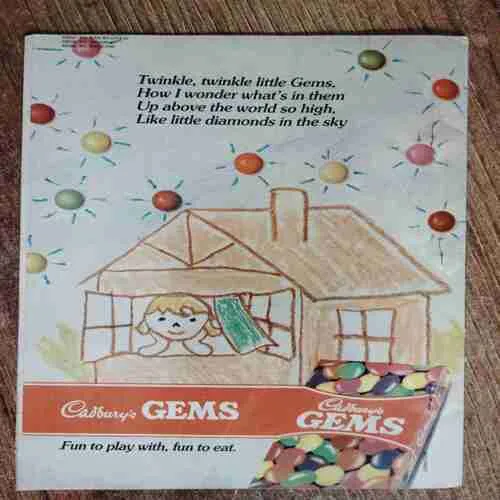 Twinkle, twinkle little Gems.
How I wonder what's in them
Up above the world so high,
Like little diamonds in the sky
Cadbury's GEMS
Cadbury's
GEMS
Fun to play with, fun to eat.